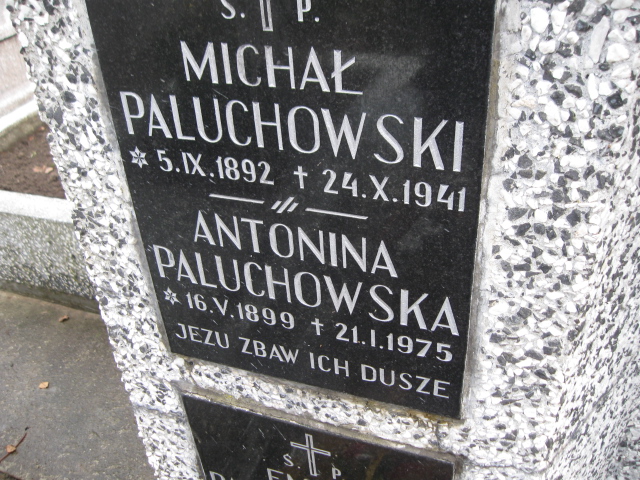 S. P.
MICHAŁ
PALUCHOWSKI
5.IX.1892 24.X.1941
ANTONINA
PALUCHOWSKA
16.V.1899 21.I.1975
JEZU ZBAW ICH DUSZE
S. P.